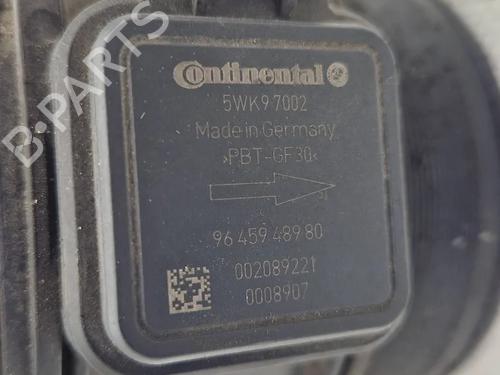 B-PARTS
Continental
5WK9 7002
Made in Germany
>PBT-GF30<
96 459 489 80
002089221
0008907